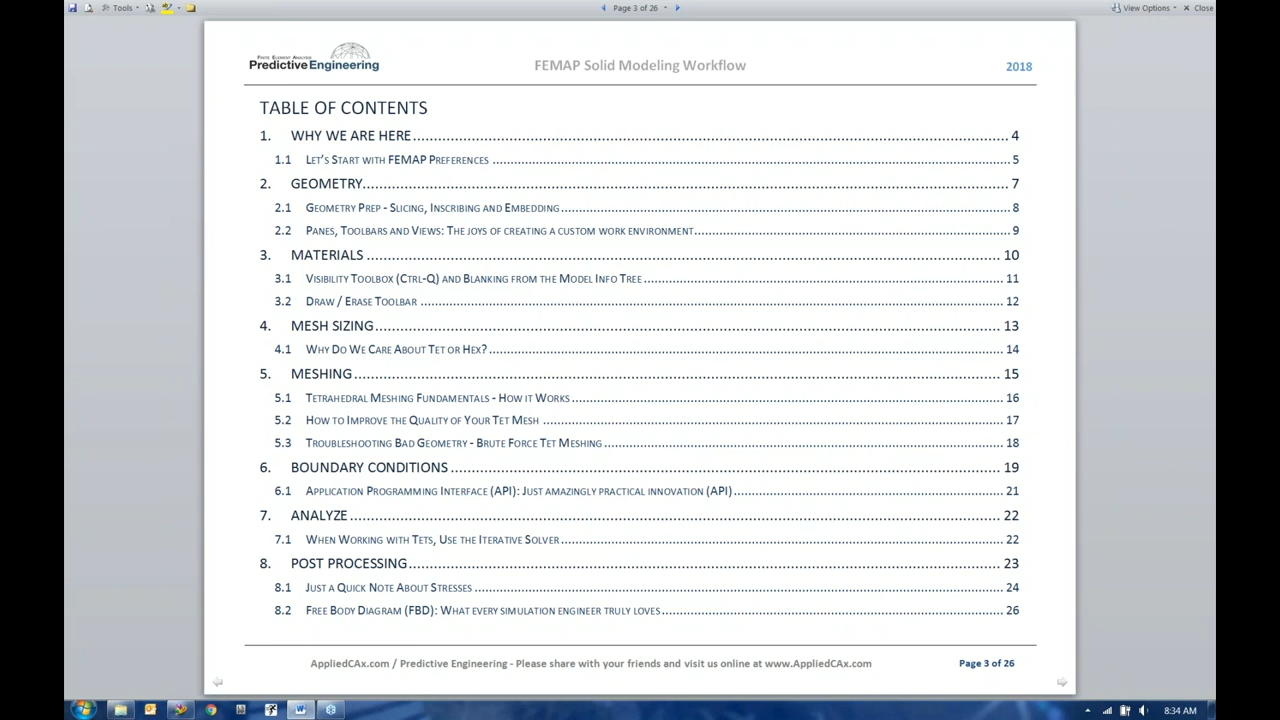 Tools
Page 3 of 26
View Options
Close
FINITE ELEMENT ANALYSIS
Predictive Engineering
FEMAP Solid Modeling Workflow
2018
TABLE OF CONTENTS
1. WHY WE ARE HERE 4
1.1 LET'S START WITH FEMAP PREFERENCES 5
2. GEOMETRY 7
2.1 GEOMETRY PREP - SLICING, INSCRIBING AND EMBEDDING 8
2.2 PANES, TOOLBARS AND VIEWS: THE JOYS OF CREATING A CUSTOM WORK ENVIRONMENT 9
3. MATERIALS 10
3.1 VISIBILITY TOOLBOX (CTRL-Q) AND BLANKING FROM THE MODEL INFO TREE 11
3.2 DRAW / ERASE TOOLBAR 12
4. MESH SIZING 13
4.1 WHY DO WE CARE ABOUT TET OR HEX? 14
5. MESHING 15
5.1 TETRAHEDRAL MESHING FUNDAMENTALS - HOW IT WORKS 16
5.2 HOW TO IMPROVE THE QUALITY OF YOUR TET MESH 17
5.3 TROUBLESHOOTING BAD GEOMETRY - BRUTE FORCE TET MESHING 18
6. BOUNDARY CONDITIONS 19
6.1 APPLICATION PROGRAMMING INTERFACE (API): JUST AMAZINGLY PRACTICAL INNOVATION (API) 21
7. ANALYZE 22
7.1 WHEN WORKING WITH TETS, USE THE ITERATIVE SOLVER 22
8. POST PROCESSING 23
8.1 JUST A QUICK NOTE ABOUT STRESSES 24
8.2 FREE BODY DIAGRAM (FBD): WHAT EVERY SIMULATION ENGINEER TRULY LOVES 26
AppliedCAx.com / Predictive Engineering - Please share with your friends and visit us online at www.AppliedCAx.com
Page 3 of 26
8:34 AM